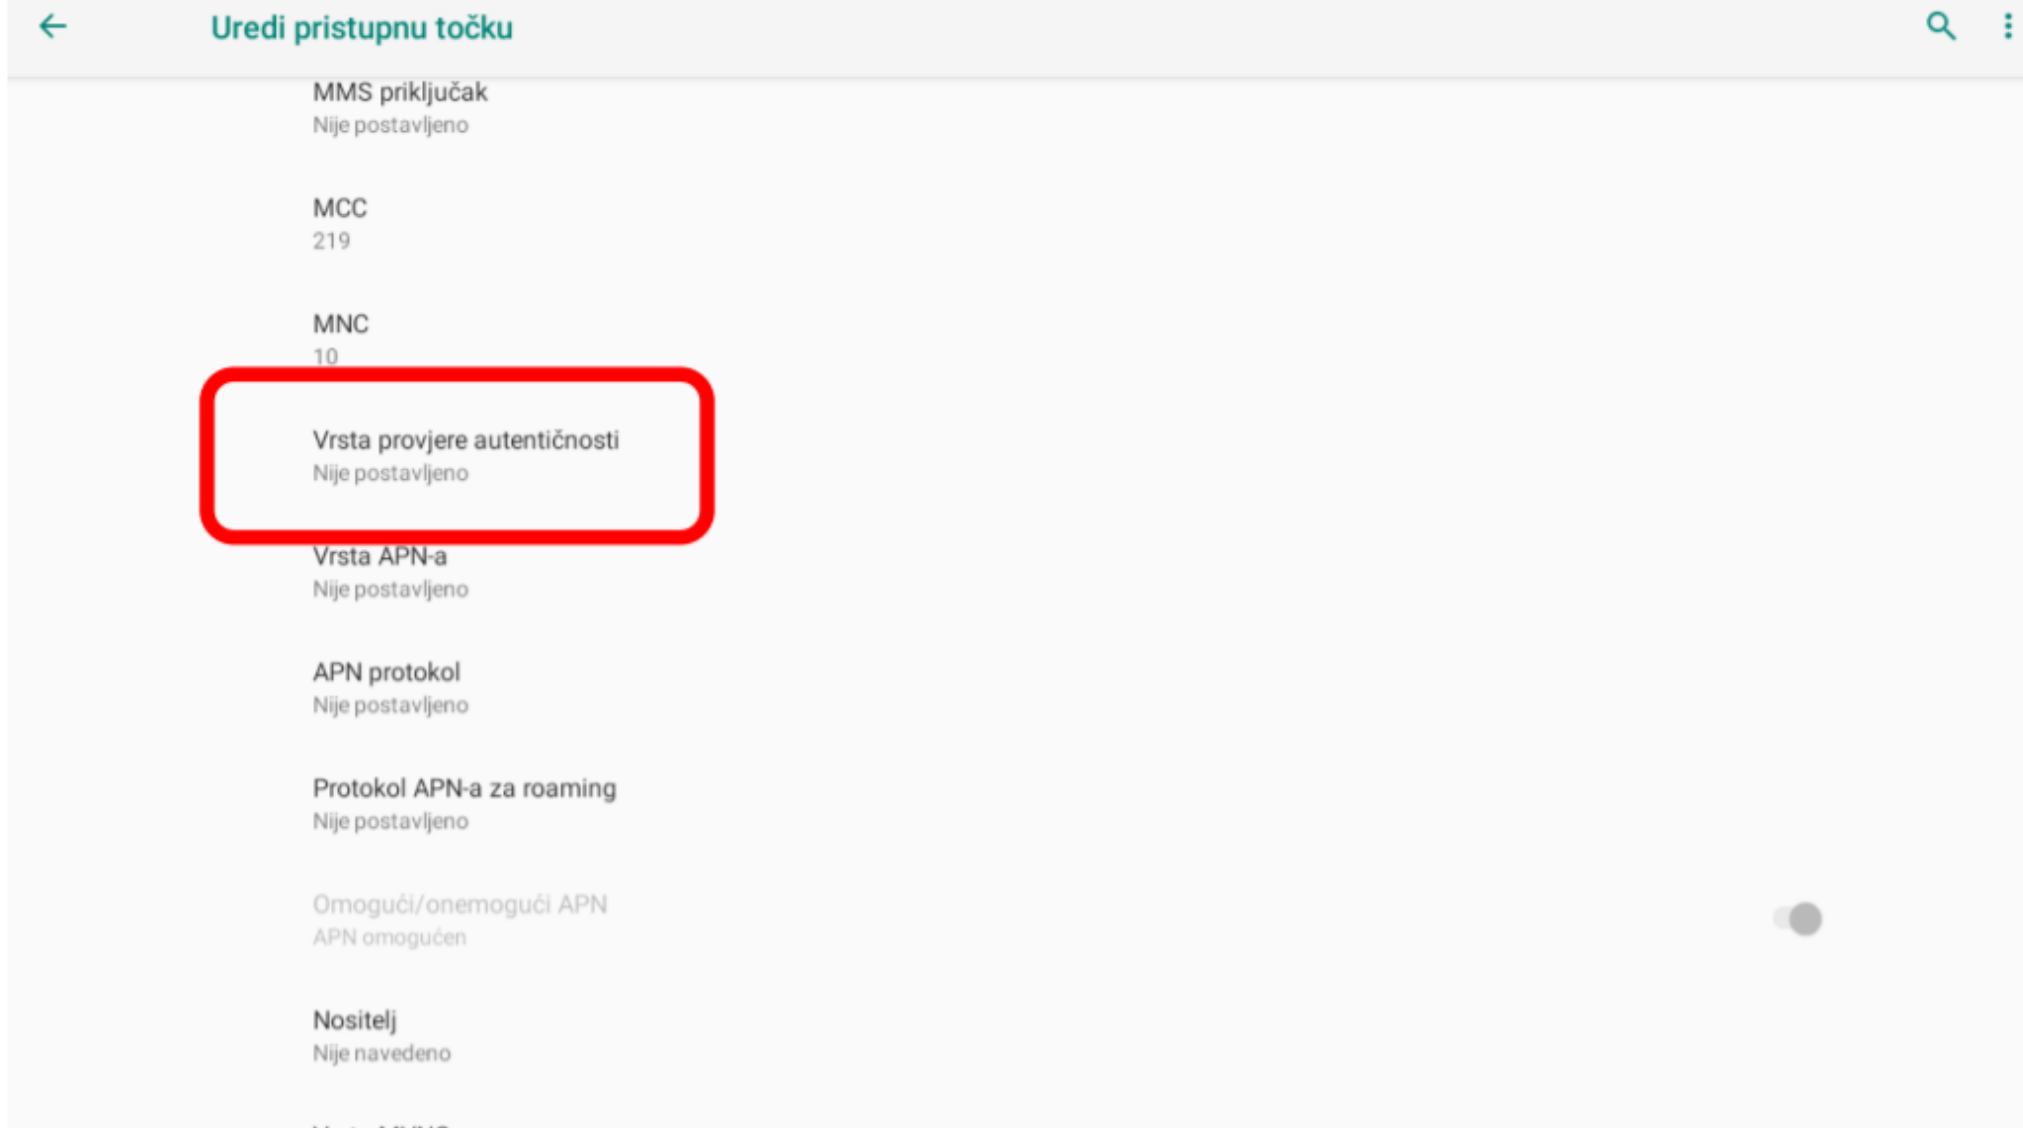 Uredi pristupnu točku
MMS priključak
Nije postavljeno
MCC
219
MNC
10
Vrsta provjere autentičnosti
Nije postavljeno
Vrsta APN-a
Nije postavljeno
APN protokol
Nije postavljeno
Protokol APN-a za roaming
Nije postavljeno
Omogući/onemogući APN
APN omogućen
Nositelj
Nije navedeno